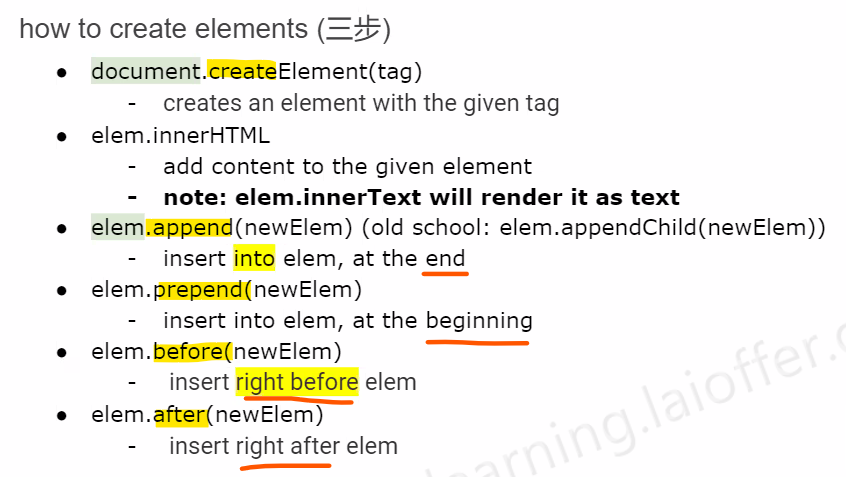 how to create elements (三步)
● document.createElement(tag)
- creates an element with the given tag
● elem.innerHTML
- add content to the given element
- note: elem.innerText will render it as text
● elem.append(newElem) (old school: elem.appendChild(newElem))
- insert into elem, at the end
● elem.prepend(newElem)
- insert into elem, at the beginning
● elem.before(newElem)
- insert right before elem
● elem.after(newElem)
- insert right after elem
learning.laioffer.c